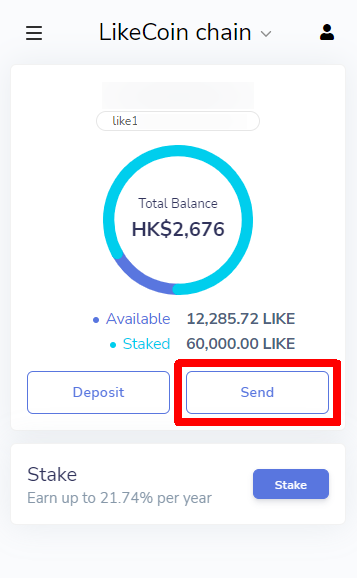 LikeCoin chain
like1
Total Balance
HK$2,676
Available 12,285.72 LIKE
Staked 60,000.00 LIKE
Deposit Send
Stake
Earn up to 21.74% per year
Stake